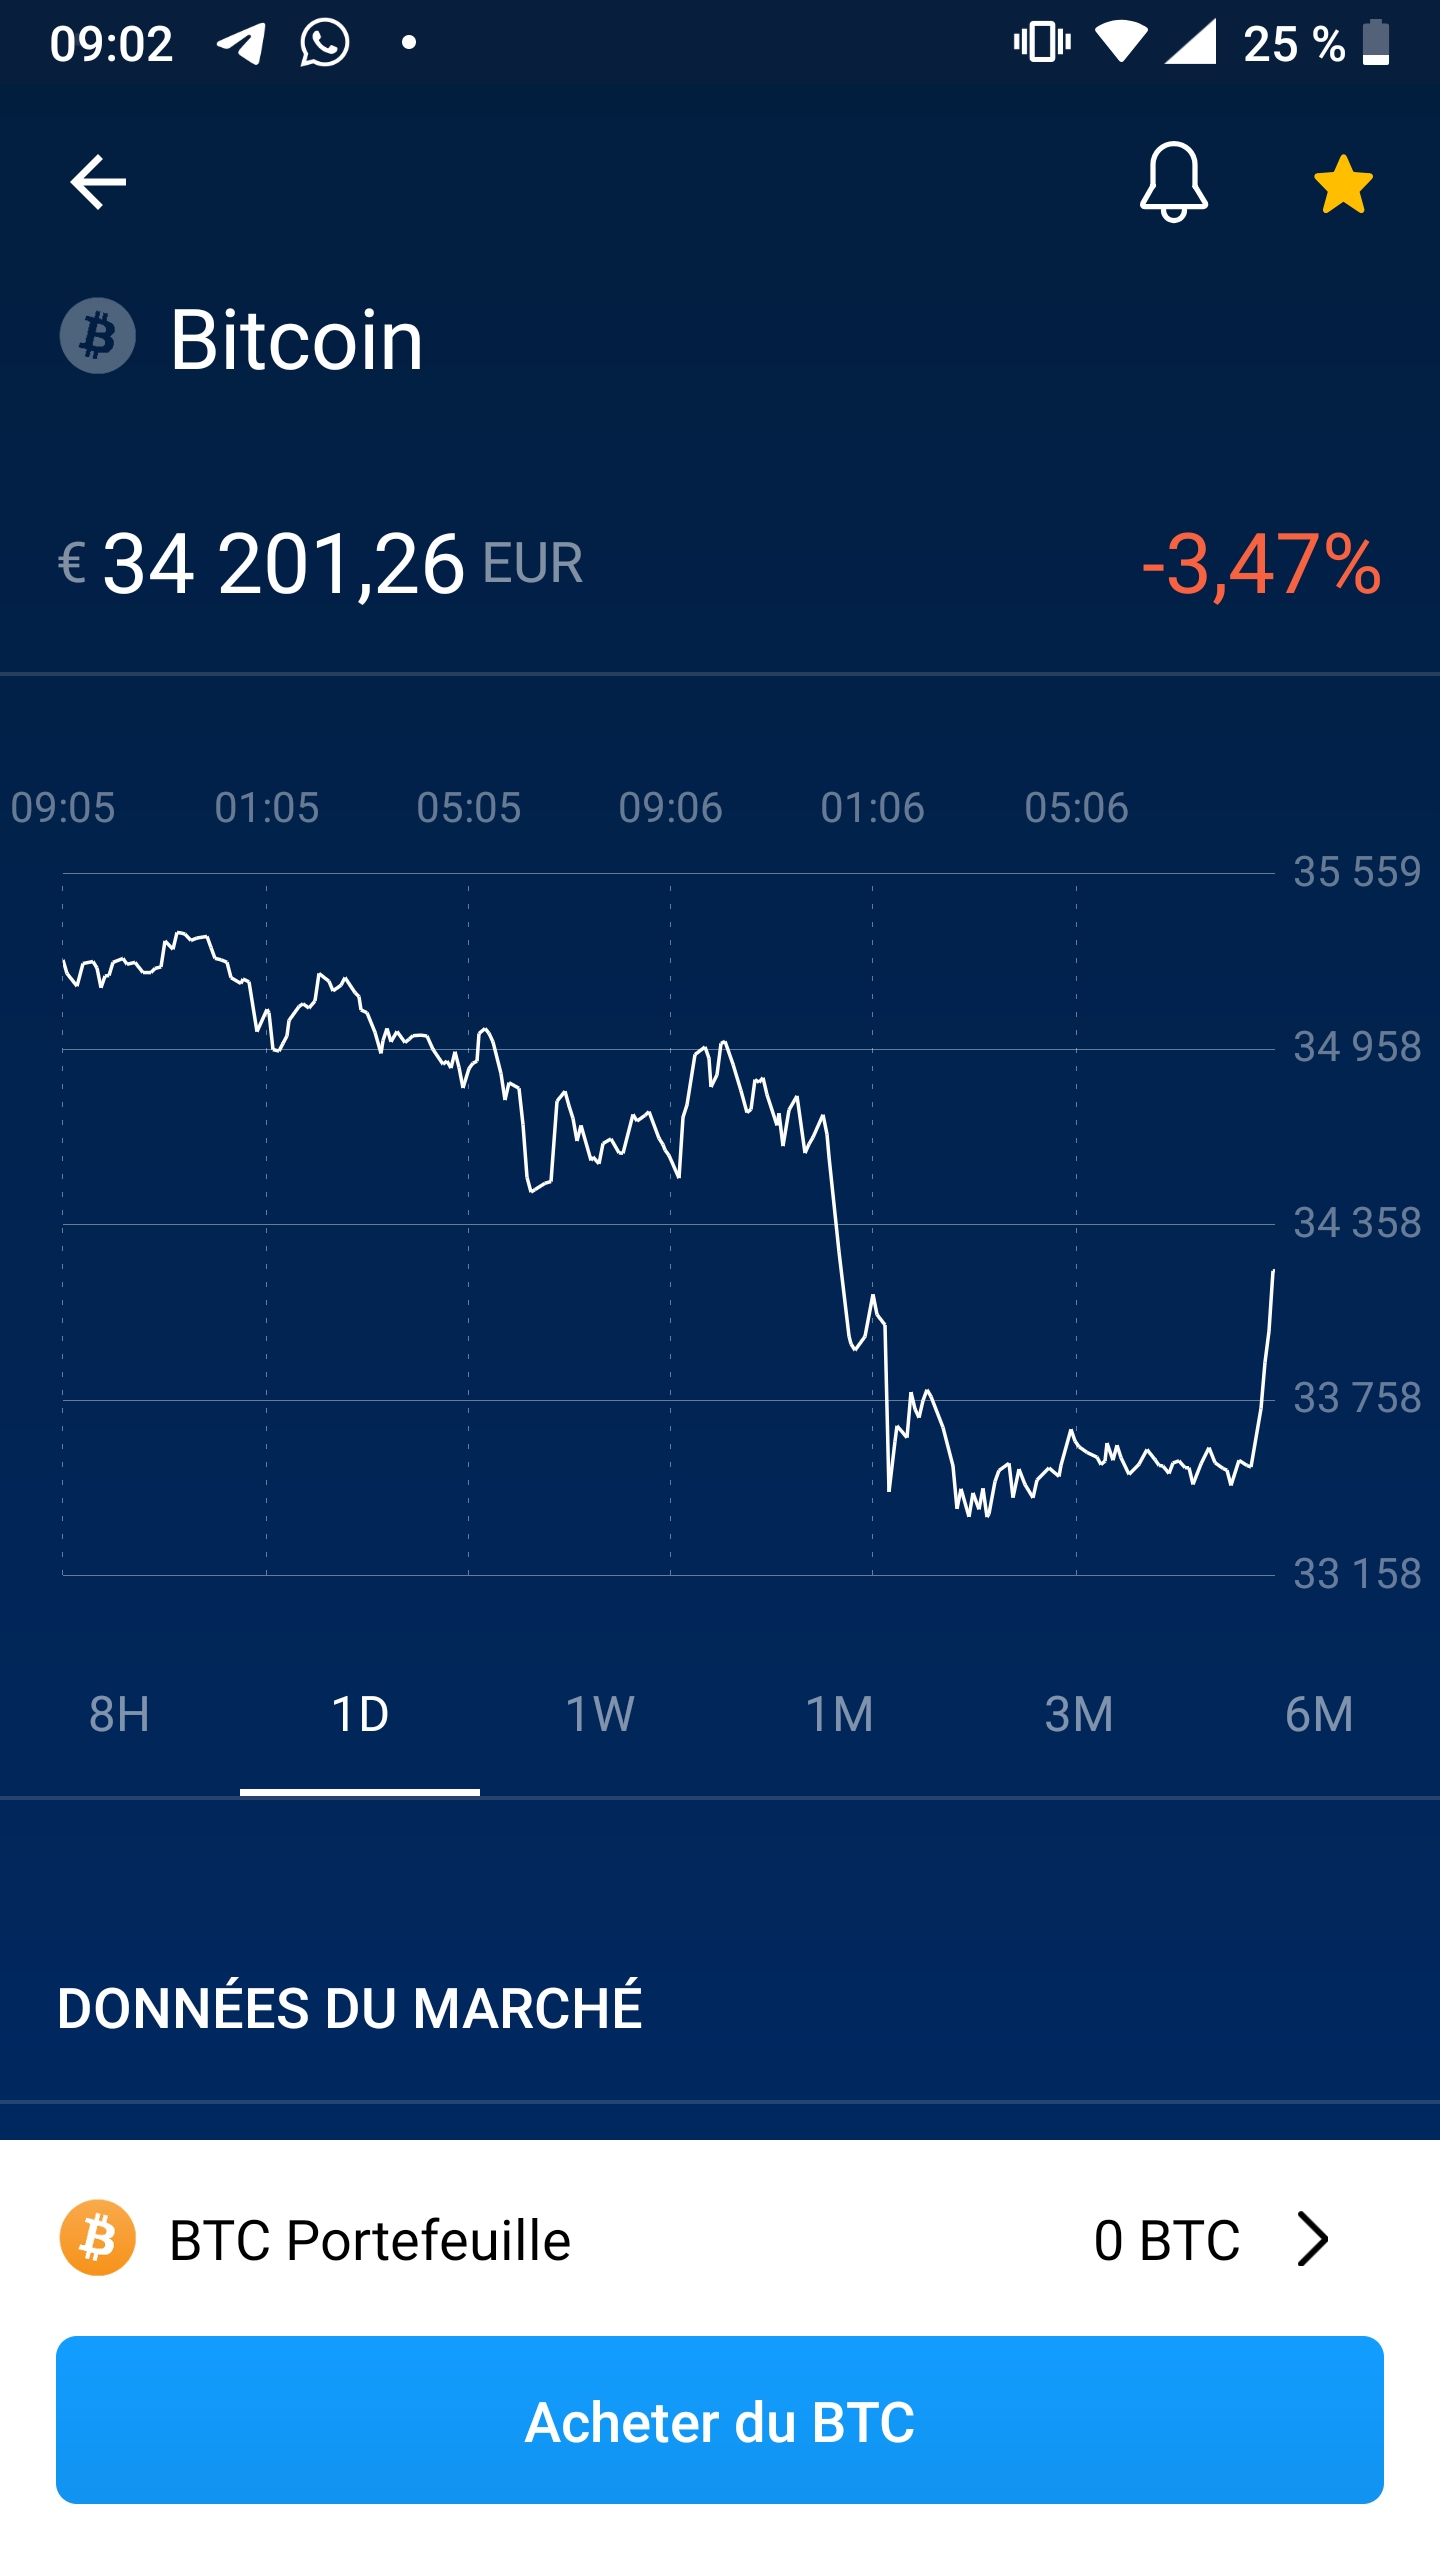 09:02 25 %
Bitcoin
€ 34 201,26 EUR -3,47%
09:05 01:05 05:05 09:06 01:06 05:06
35 559
34 958
34 358
33 758
33 158
8H 1D 1W 1M 3M 6M
DONNÉES DU MARCHÉ
BTC Portefeuille 0 BTC
Acheter du BTC